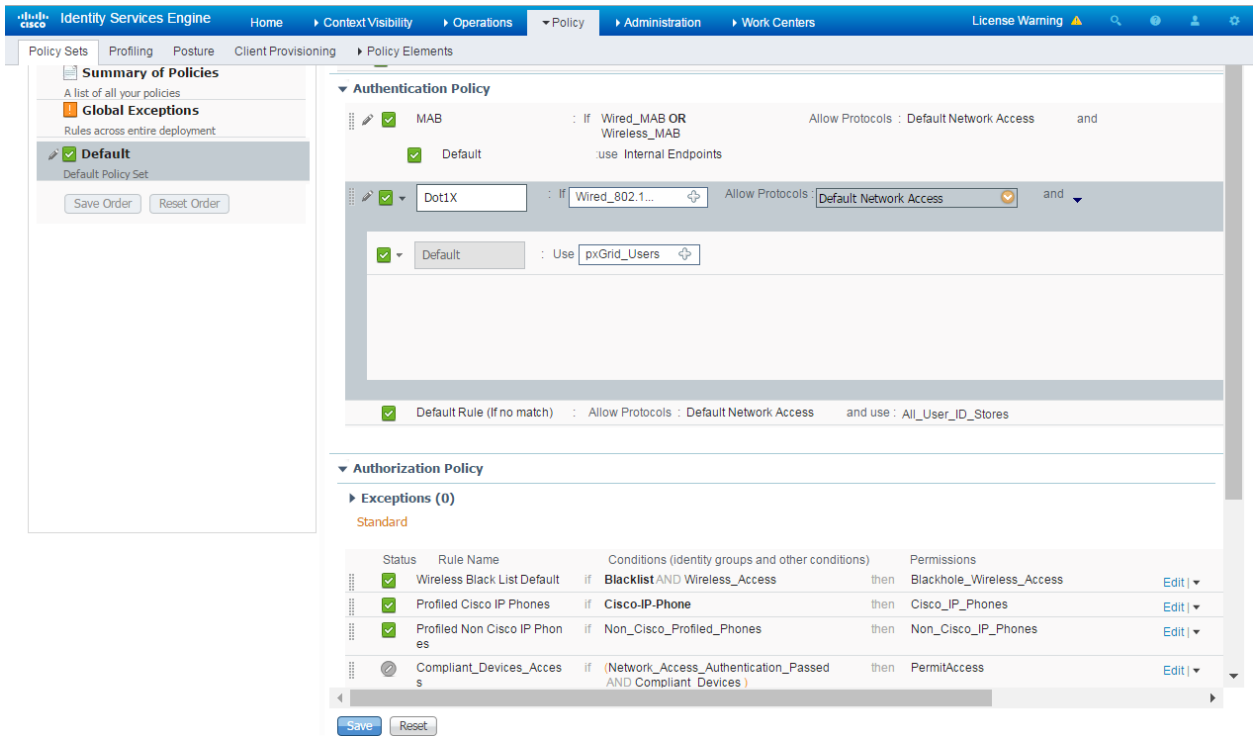 cisco Identity Services Engine Home Context Visibility Operations Policy Administration Work Centers License Warning
Policy Sets Profiling Posture Client Provisioning Policy Elements
Summary of Policies
A list of all your policies
Global Exceptions
Rules across entire deployment
Default
Default Policy Set
Save Order Reset Order
Authentication Policy
MAB : If Wired_MAB OR Allow Protocols : Default Network Access and
Wireless_MAB
Default :use Internal Endpoints
Dot1X : If Wired_802.1... Allow Protocols : Default Network Access and
Default : Use pxGrid_Users
Default Rule (If no match) : Allow Protocols : Default Network Access and use : All_User_ID_Stores
Authorization Policy
Exceptions (0)
Standard
Status Rule Name Conditions (identity groups and other conditions) Permissions
Wireless Black List Default if Blacklist AND Wireless_Access then Blackhole_Wireless_Access Edit |
Profiled Cisco IP Phones if Cisco-IP-Phone then Cisco_IP_Phones Edit |
Profiled Non Cisco IP Phon if Non_Cisco_Profiled_Phones then Non_Cisco_IP_Phones Edit |
es
Compliant_Devices_Acces if (Network_Access_Authentication_Passed then PermitAccess Edit |
s AND Compliant_Devices )
Save Reset